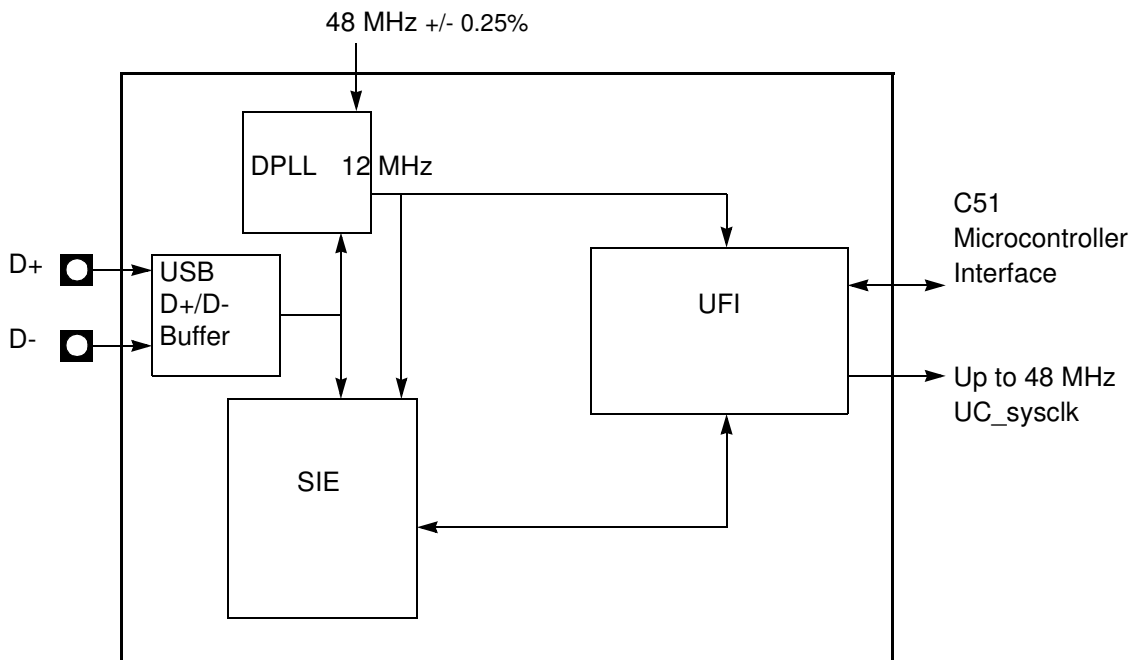 48 MHz +/- 0.25%
DPLL 12 MHz
C51
Microcontroller
Interface
D+
USB
D+/D-
Buffer
UFI
D-
Up to 48 MHz
UC_sysclk
SIE